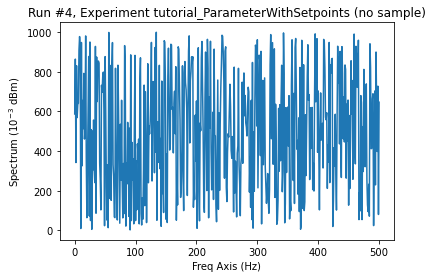 Run #4, Experiment tutorial_ParameterWithSetpoints (no sample)
1000
800
600
400
200
0
Spectrum (10⁻³ dBm)
0 100 200 300 400 500
Freq Axis (Hz)